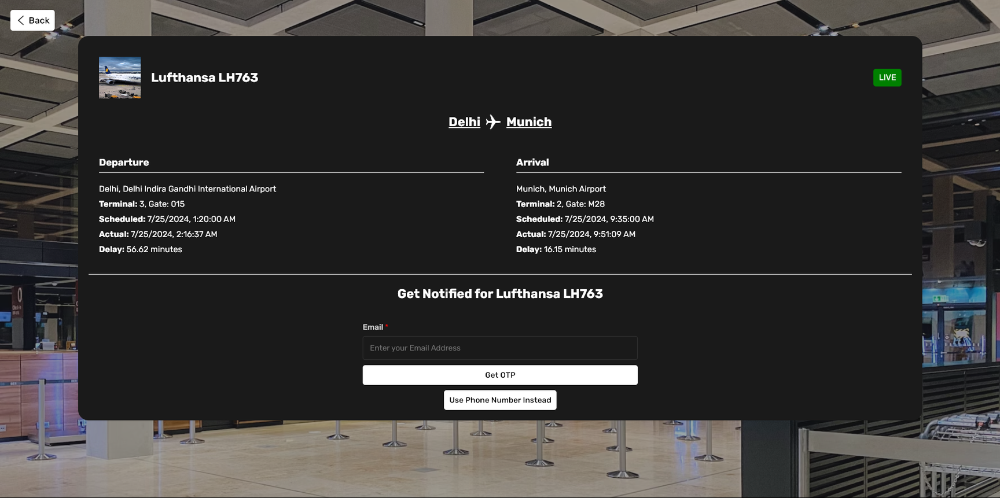 Back
Lufthansa LH763
LIVE
Delhi Munich
Departure
Delhi, Delhi Indira Gandhi International Airport
Terminal: 3, Gate: 015
Scheduled: 7/25/2024, 1:20:00 AM
Actual: 7/25/2024, 2:16:37 AM
Delay: 56.62 minutes
Arrival
Munich, Munich Airport
Terminal: 2, Gate: M28
Scheduled: 7/25/2024, 9:35:00 AM
Actual: 7/25/2024, 9:51:09 AM
Delay: 16.15 minutes
Get Notified for Lufthansa LH763
Email *
Enter your Email Address
Get OTP
Use Phone Number Instead